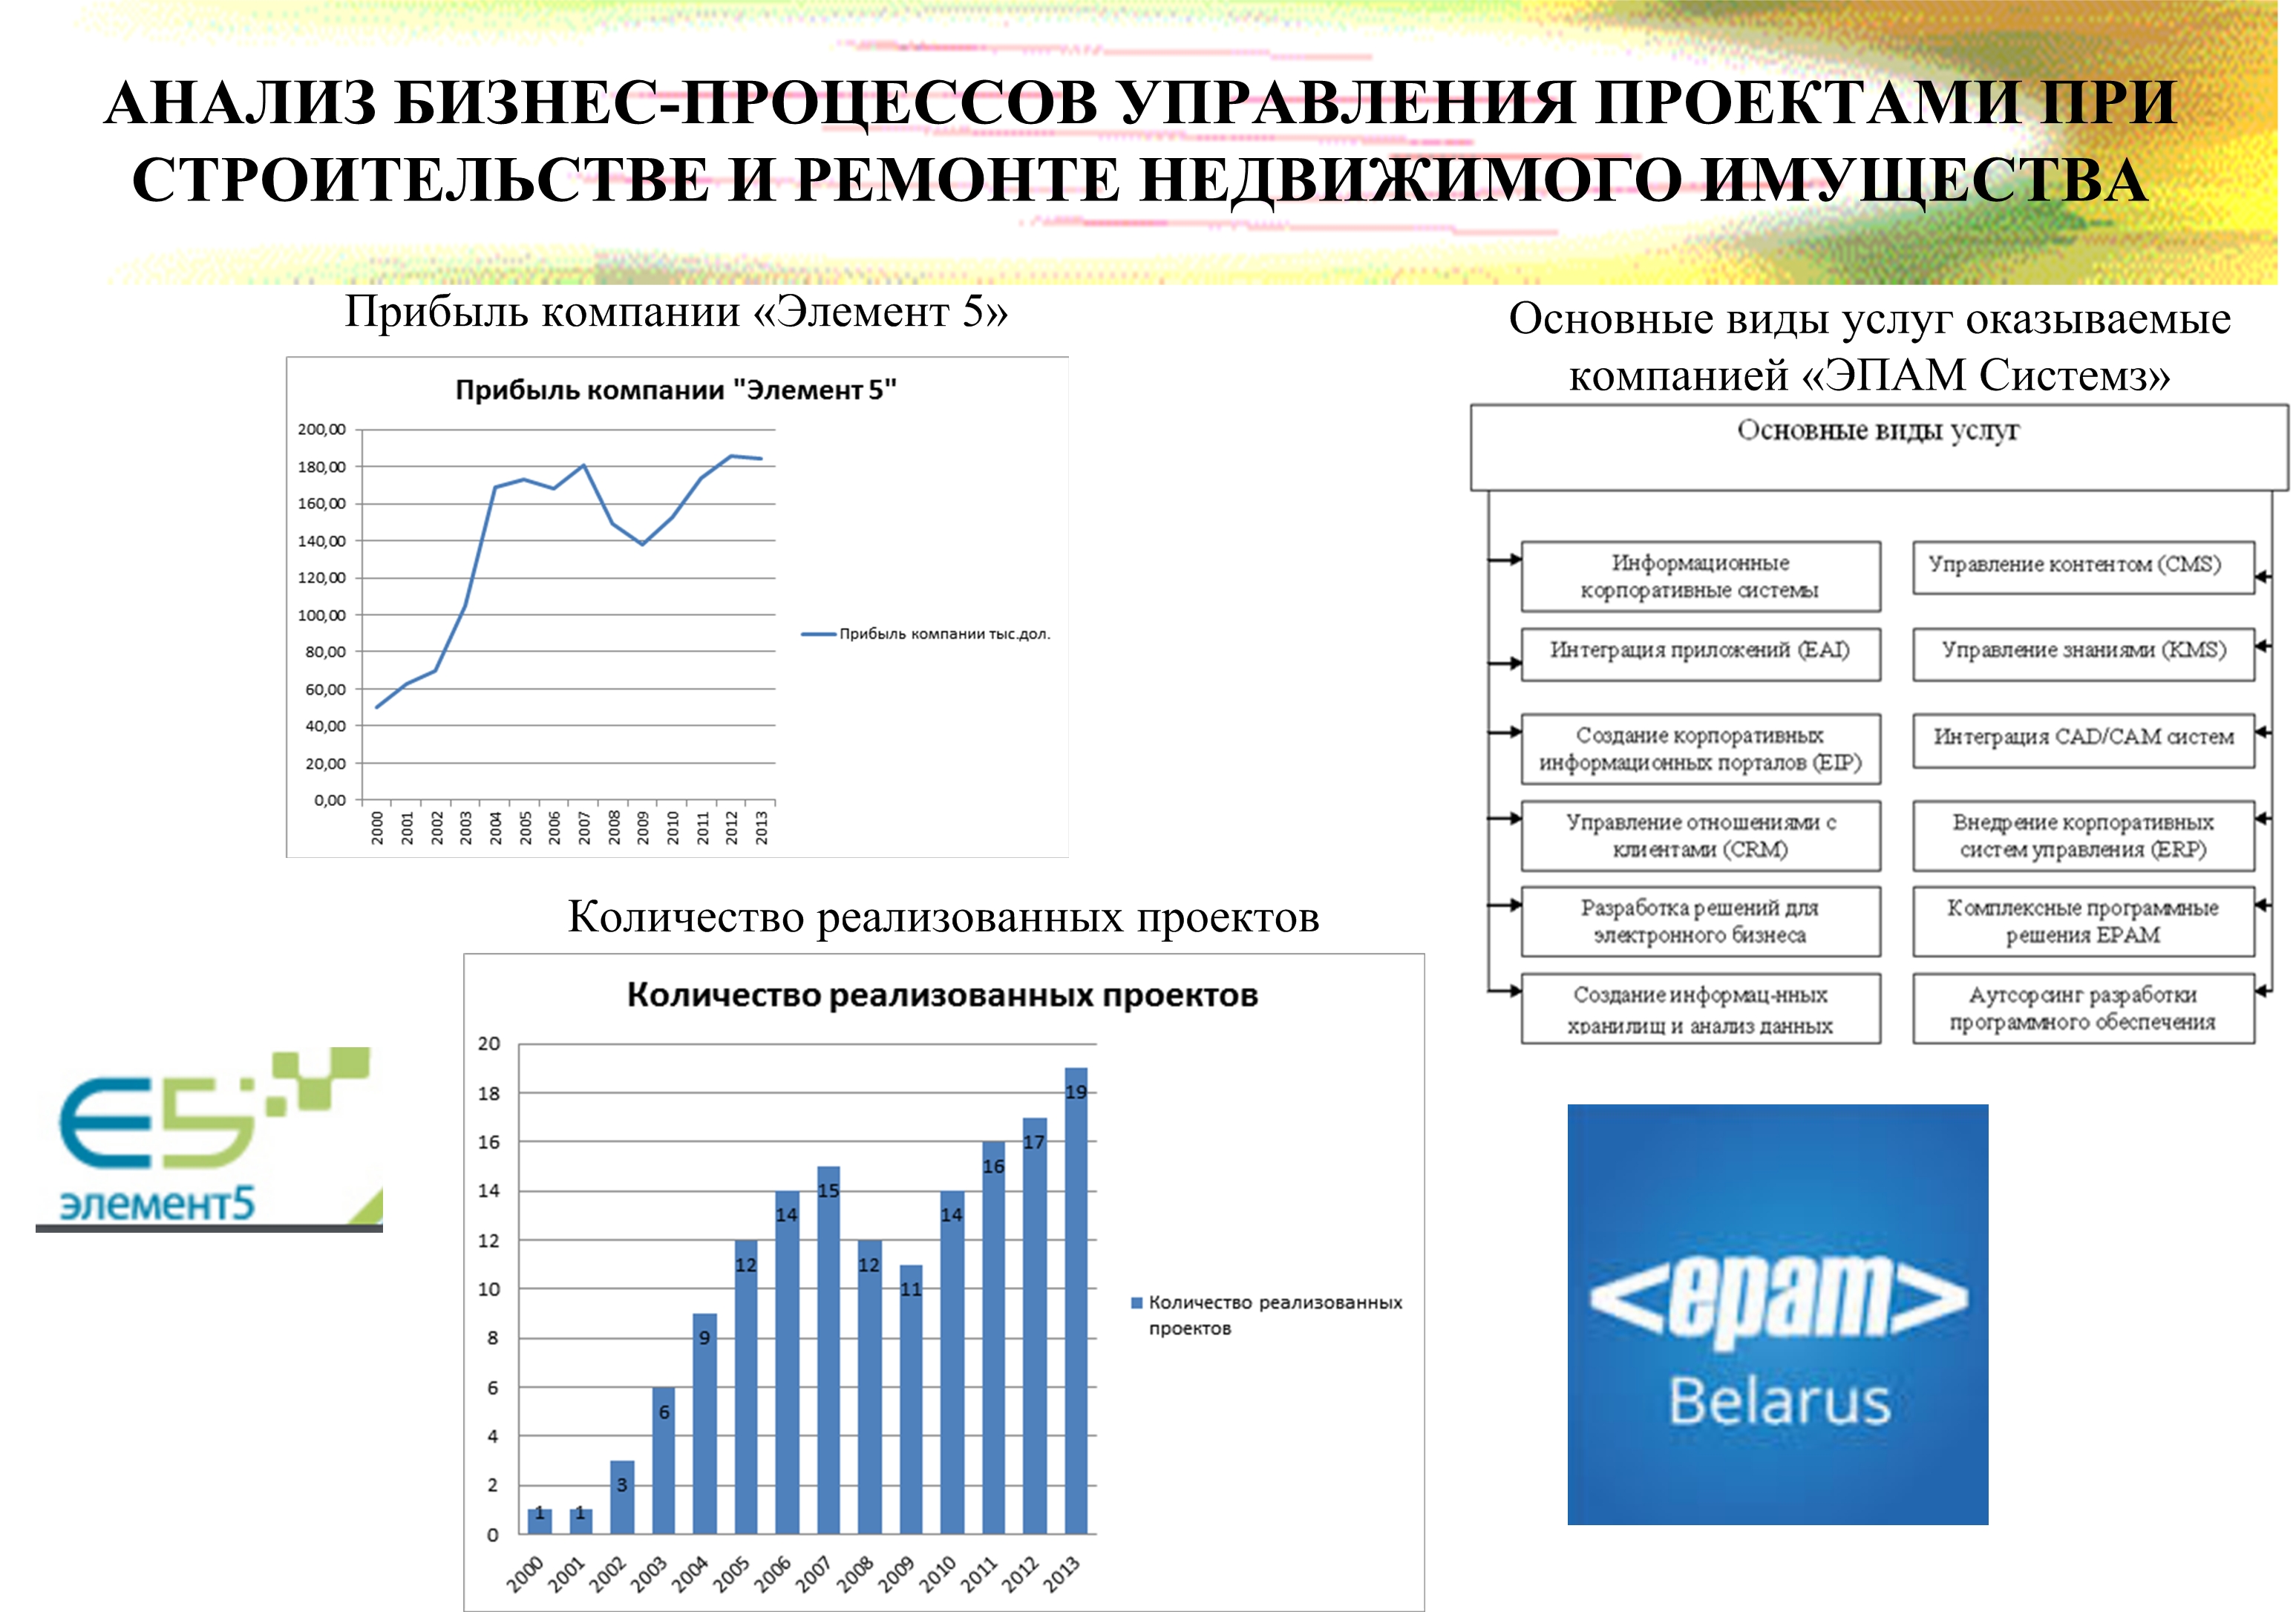 АНАЛИЗ БИЗНЕС-ПРОЦЕССОВ УПРАВЛЕНИЯ ПРОЕКТАМИ ПРИ
СТРОИТЕЛЬСТВЕ И РЕМОНТЕ НЕДВИЖИМОГО ИМУЩЕСТВА
Прибыль компании «Элемент 5»
Прибыль компании "Элемент 5"
200,00
180,00
160,00
140,00
120,00
100,00
80,00
60,00
40,00
20,00
0,00
2000
2001
2002
2003
2004
2005
2006
2007
2008
2009
2010
2011
2012
2013
Прибыль компании тыс.дол.
Основные виды услуг оказываемые
компанией «ЭПАМ Системз»
Основные виды услуг
Информационные
корпоративные системы
Управление контентом (CMS)
Интеграция приложений (EAI)
Управление знаниями (KMS)
Создание корпоративных
информационных порталов (EIP)
Интеграция CAD/CAM систем
Управление отношениями с
клиентами (CRM)
Внедрение корпоративных
систем управления (ERP)
Разработка решений для
электронного бизнеса
Комплексные программные
решения EPAM
Создание информац-нных
хранилищ и анализ данных
Аутсорсинг разработки
программного обеспечения
Количество реализованных проектов
Количество реализованных проектов
20
18
16
14
12
10
8
6
4
2
0
1
1
3
6
9
12
14
15
12
11
14
16
17
19
2000
2001
2002
2003
2004
2005
2006
2007
2008
2009
2010
2011
2012
2013
Количество реализованных
проектов
E5
элемент5
<epam>
Belarus